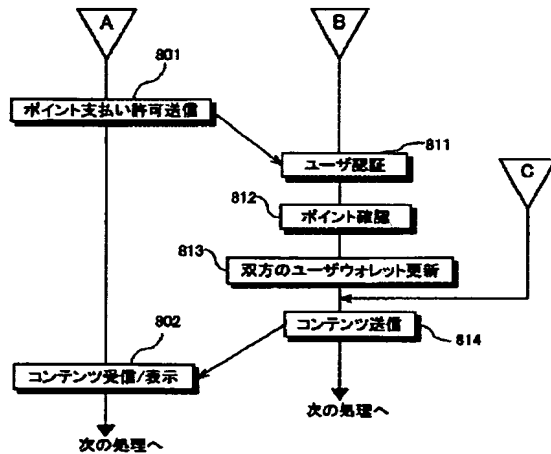 A
B
801
ポイント支払い許可送信
811
ユーザ認証
C
812
ポイント確認
813
双方のユーザウォレット更新
802
コンテンツ送信
814
コンテンツ受信/表示
次の処理へ
次の処理へ